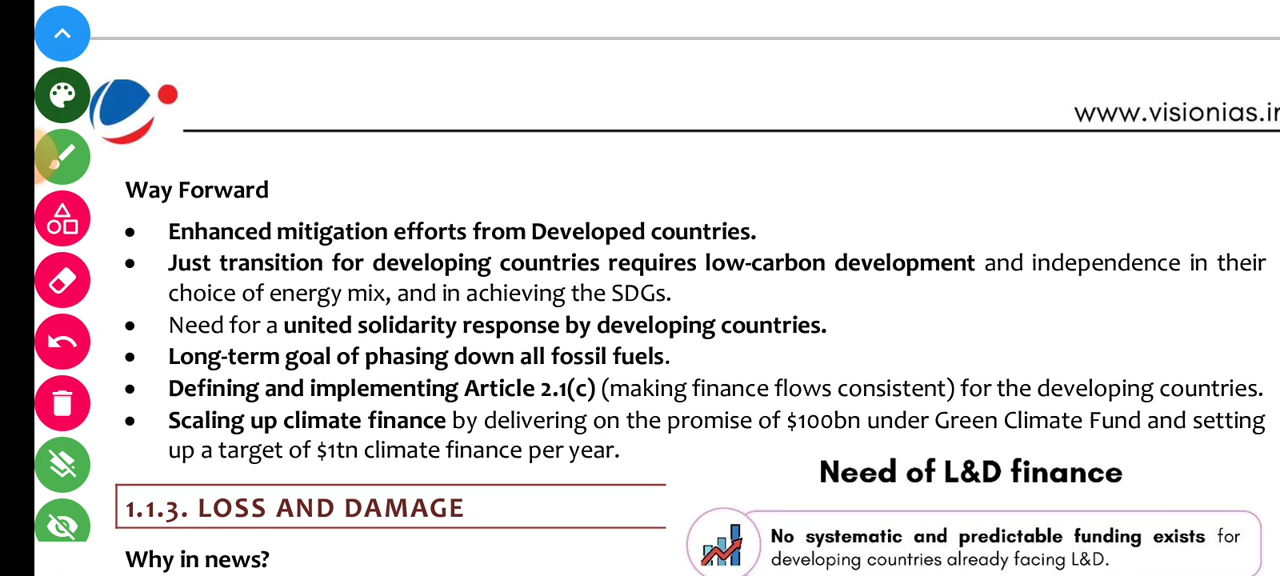 www.visionias.in
Way Forward
• Enhanced mitigation efforts from Developed countries.
• Just transition for developing countries requires low-carbon development and independence in their
choice of energy mix, and in achieving the SDGs.
• Need for a united solidarity response by developing countries.
• Long-term goal of phasing down all fossil fuels.
• Defining and implementing Article 2.1(c) (making finance flows consistent) for the developing countries.
• Scaling up climate finance by delivering on the promise of $100bn under Green Climate Fund and setting
up a target of $1tn climate finance per year.
Need of L&D finance
1.1.3. LOSS AND DAMAGE
No systematic and predictable funding exists for
developing countries already facing L&D.
Why in news?